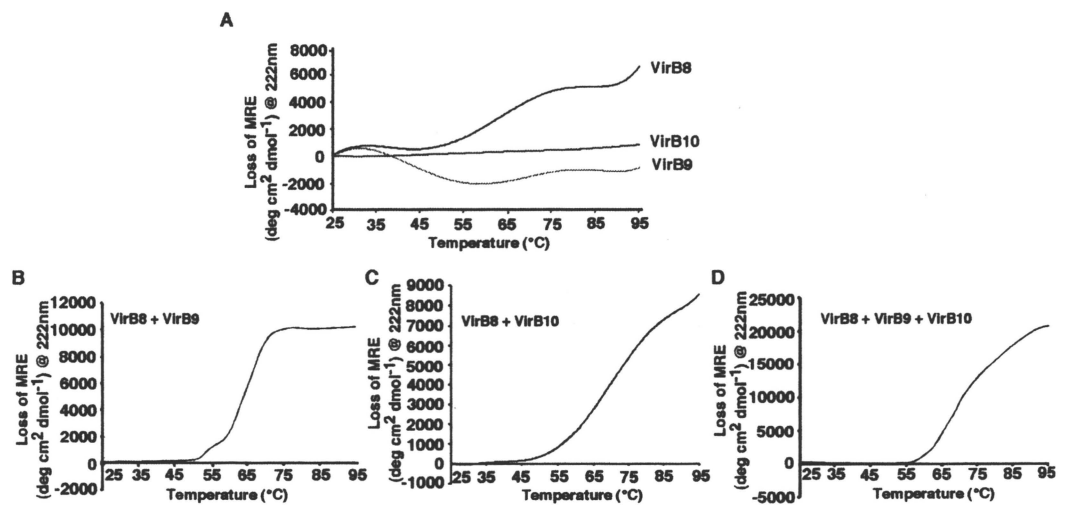 A
Loss of MRE
(deg cm2 dmol-1) @ 222nm
8000
6000
4000
2000
0
-2000
-4000
VirB8
VirB10
VirB9
25 35 45 55 65 75 85 95
Temperature (°C)
B
Loss of MRE
(deg cm2 dmol-1) @ 222nm
12000
10000
8000
6000
4000
2000
0
-2000
VirB8 + VirB9
25 35 45 55 65 75 85 95
Temperature (°C)
C
Loss of MRE
(deg cm2 dmol-1) @ 222nm
9000
8000
7000
6000
5000
4000
3000
2000
1000
0
-1000
VirB8 + VirB10
25 35 45 55 65 75 85 95
Temperature (°C)
D
Loss of MRE
(deg cm2 dmol-1) @ 222nm
25000
20000
15000
10000
5000
0
-5000
VirB8 + VirB9 + VirB10
25 35 45 55 65 75 85 95
Temperature (°C)